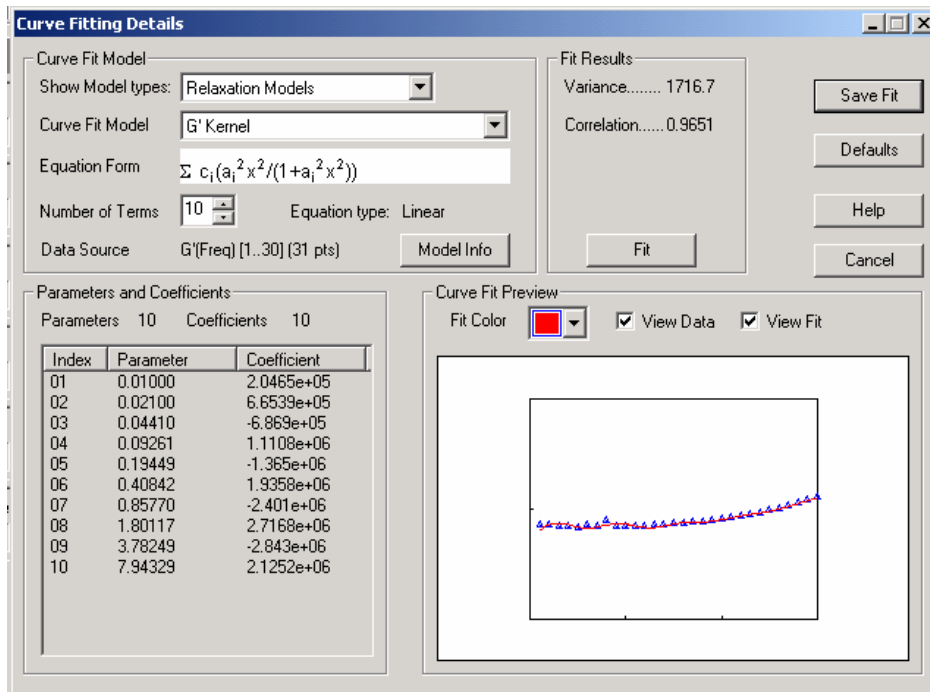 Curve Fitting Details
Curve Fit Model
Show Model types: Relaxation Models
Curve Fit Model G' Kernel
Equation Form Σ cᵢ(aᵢ²x²/(1+aᵢ²x²))
Number of Terms 10 Equation type: Linear
Data Source G'(Freq) [1..30] (31 pts) Model Info
Fit Results
Variance........ 1716.7
Correlation......0.9651
Fit
Save Fit
Defaults
Help
Cancel
Parameters and Coefficients
Parameters 10 Coefficients 10
Index Parameter Coefficient
01 0.01000 2.0465e+05
02 0.02100 6.6539e+05
03 0.04410 -6.869e+05
04 0.09261 1.1108e+06
05 0.19449 -1.365e+06
06 0.40842 1.9358e+06
07 0.85770 -2.401e+06
08 1.80117 2.7168e+06
09 3.78249 -2.843e+06
10 7.94329 2.1252e+06
Curve Fit Preview
Fit Color View Data View Fit